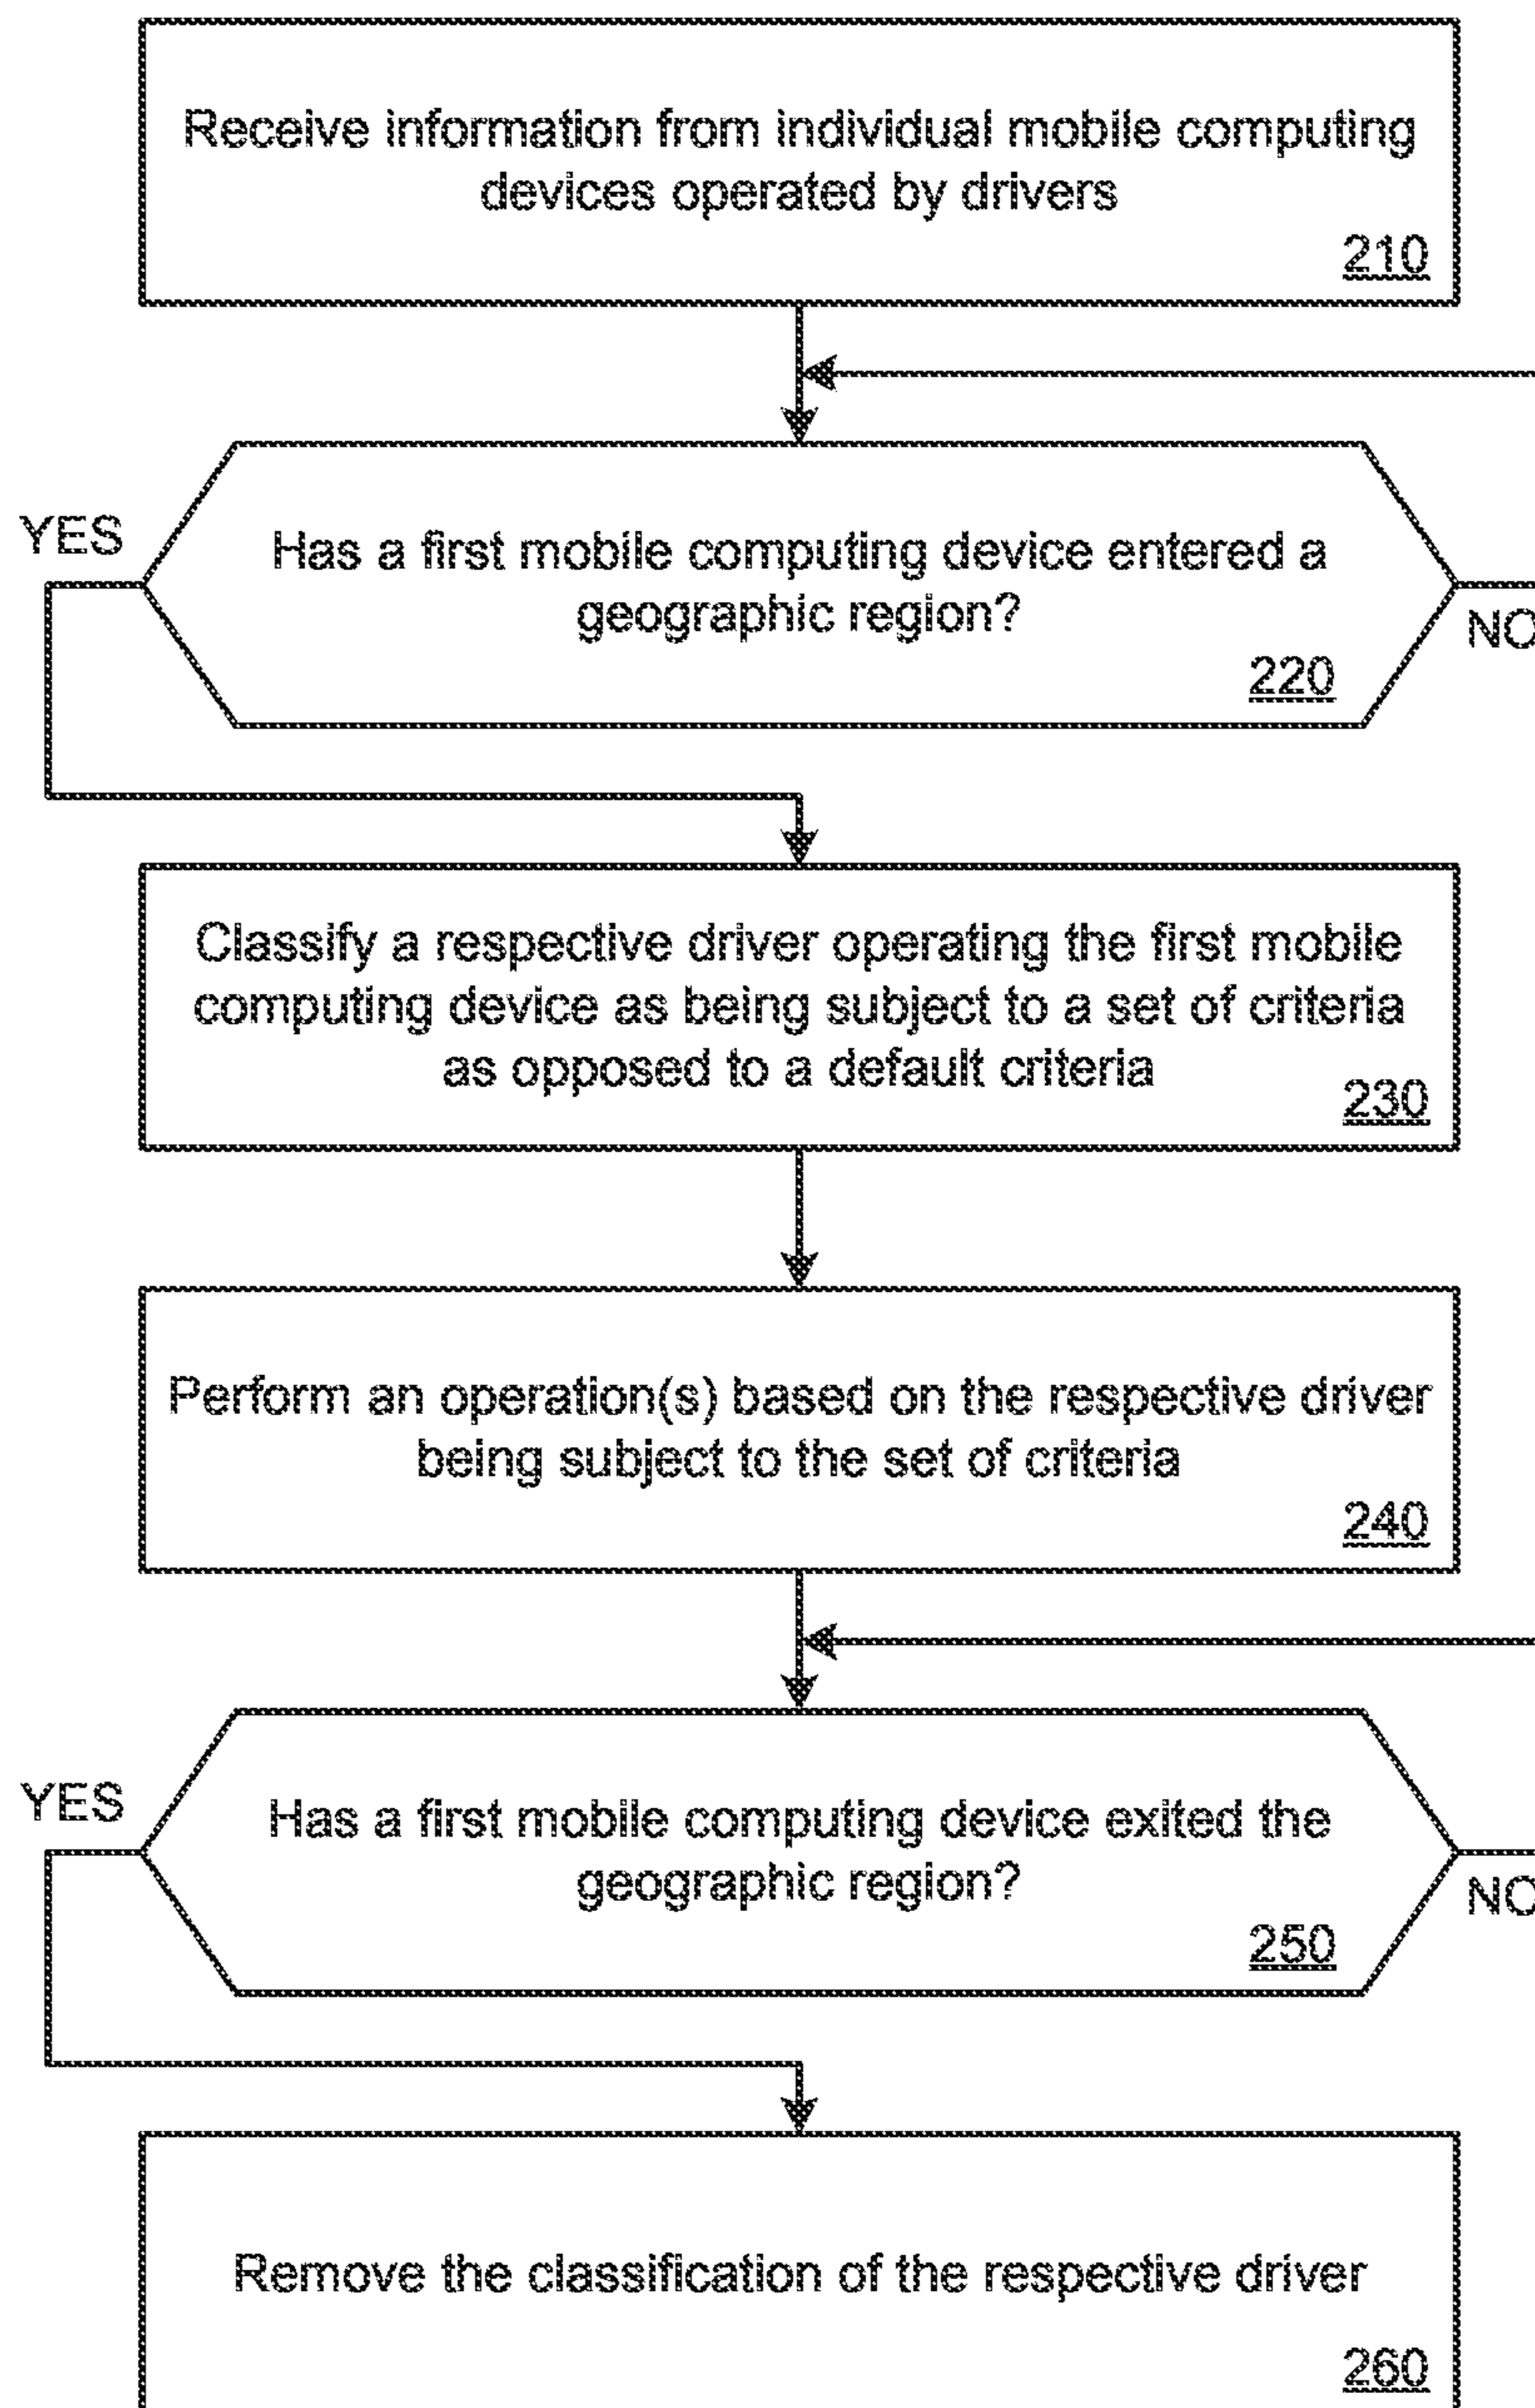 Receive information from individual mobile computing
devices operated by drivers
210
YES
Has a first mobile computing device entered a
geographic region?
NO
220
Classify a respective driver operating the first mobile
computing device as being subject to a set of criteria
as opposed to a default criteria
230
Perform an operation(s) based on the respective driver
being subject to the set of criteria
240
YES
Has a first mobile computing device exited the
geographic region?
NO
250
Remove the classification of the respective driver
260